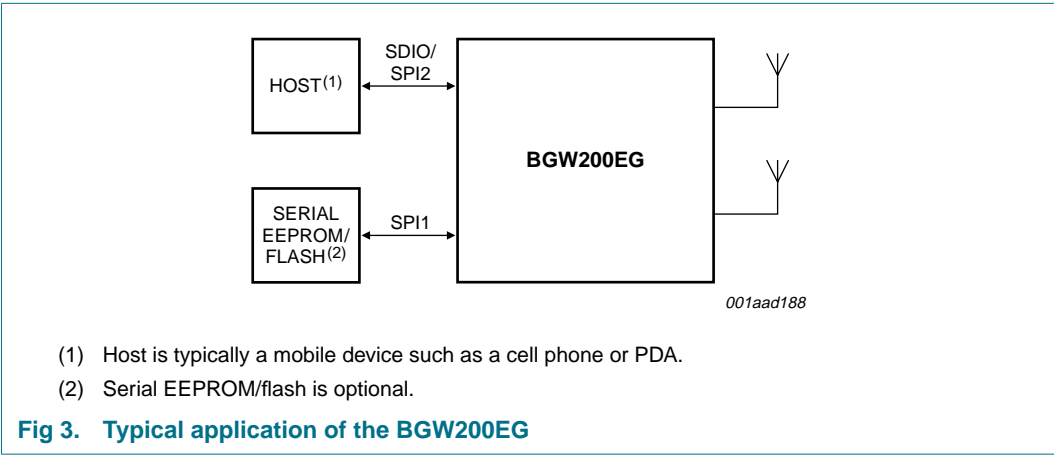 SDIO/
SPI2
HOST(1)
BGW200EG
SERIAL
EEPROM/
FLASH(2)
SPI1
001aad188
(1) Host is typically a mobile device such as a cell phone or PDA.
(2) Serial EEPROM/flash is optional.
Fig 3. Typical application of the BGW200EG